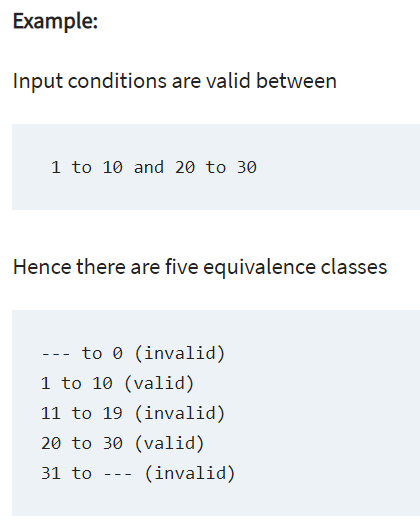 Example:
Input conditions are valid between
1 to 10 and 20 to 30
Hence there are five equivalence classes
--- to 0 (invalid)
1 to 10 (valid)
11 to 19 (invalid)
20 to 30 (valid)
31 to --- (invalid)